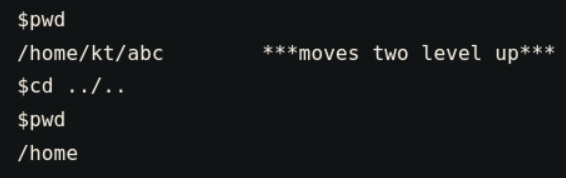 $pwd
/home/kt/abc ***moves two level up***
$cd ../..
$pwd
/home